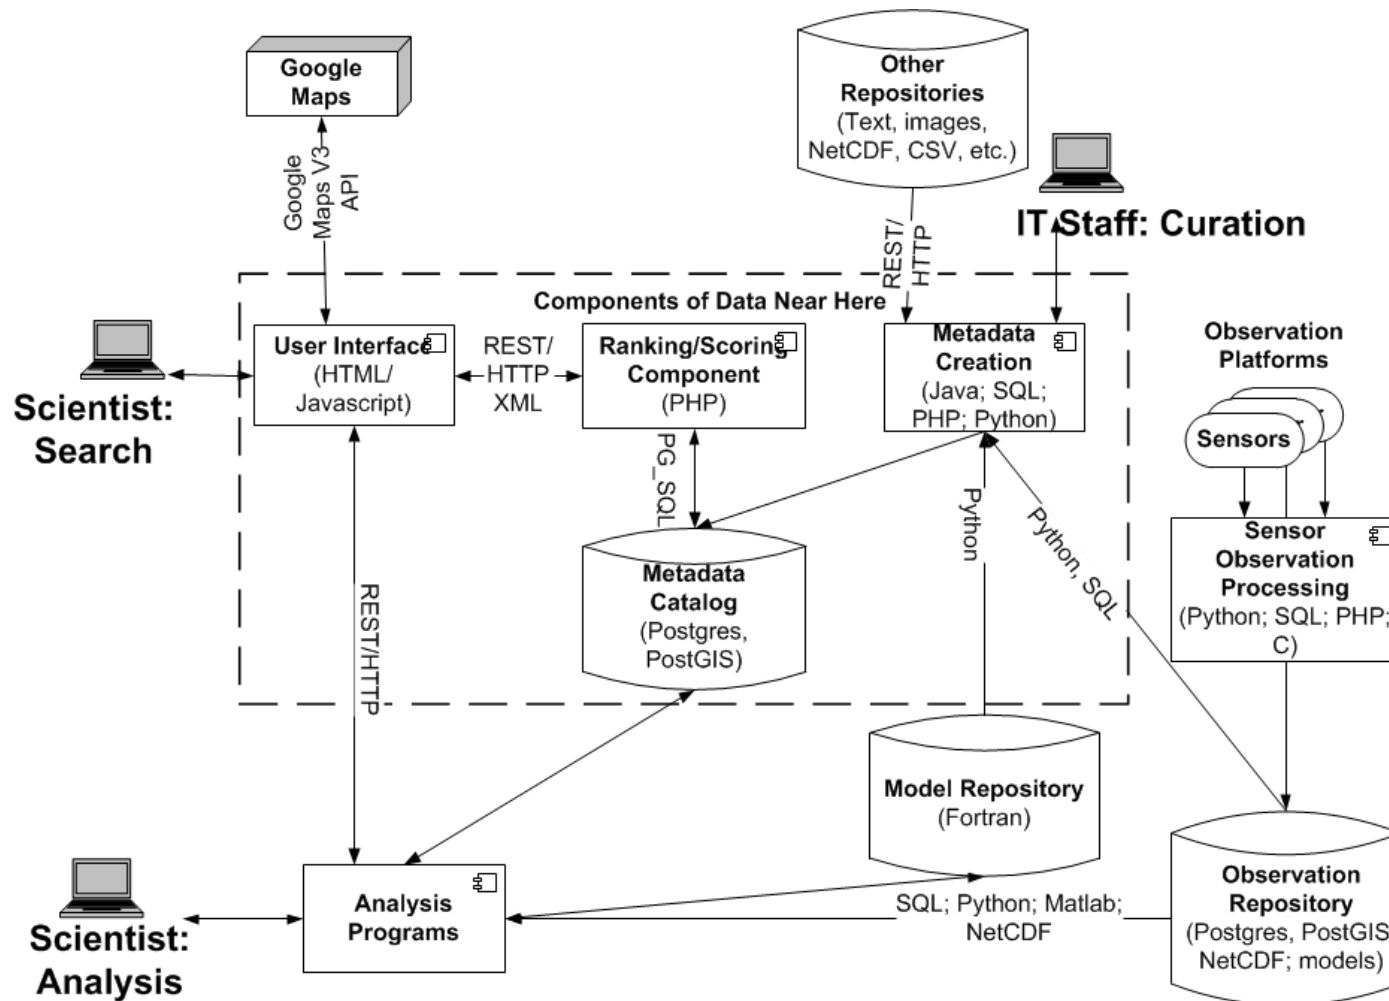 Google
Maps
Other
Repositories
(Text, images,
NetCDF, CSV, etc.)
Google
Maps V3
API
REST/
HTTP
IT Staff: Curation
Components of Data Near Here
User Interface
(HTML/
Javascript)
REST/
HTTP
XML
Ranking/Scoring
Component
(PHP)
Metadata
Creation
(Java; SQL;
PHP; Python)
Observation
Platforms
Sensors
Scientist:
Search
PG_SQL
Python
Python, SQL
Sensor
Observation
Processing
(Python; SQL; PHP;
C)
Metadata
Catalog
(Postgres,
PostGIS)
REST/HTTP
Model Repository
(Fortran)
Analysis
Programs
SQL; Python; Matlab;
NetCDF
Observation
Repository
(Postgres, PostGIS
NetCDF; models)
Scientist:
Analysis